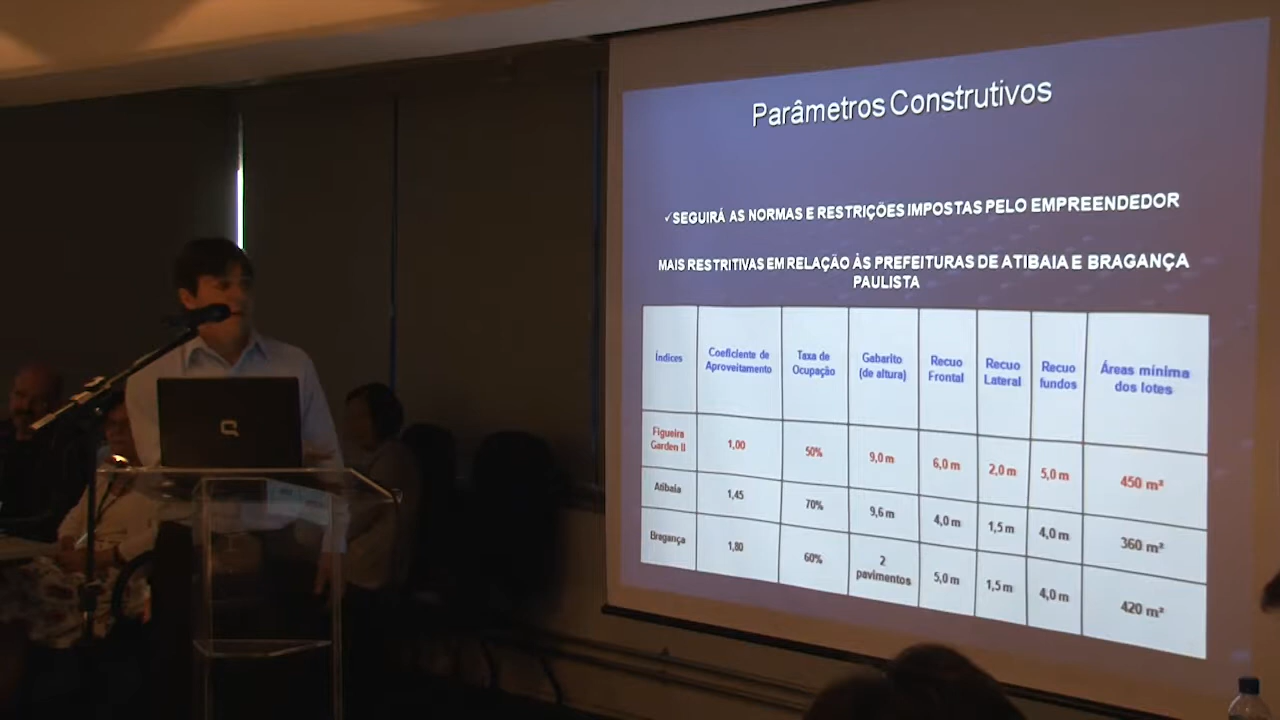 Parâmetros Construtivos
✓SEGUIRÁ AS NORMAS E RESTRIÇÕES IMPOSTAS PELO EMPREENDEDOR
MAIS RESTRITIVAS EM RELAÇÃO ÀS PREFEITURAS DE ATIBAIA E BRAGANÇA
PAULISTA
Índices
Coeficiente de
Aproveitamento
Taxa de
Ocupação
Gabarito
(de altura)
Recuo
Frontal
Recuo
Lateral
Recuo
fundos
Áreas mínima
dos lotes
Figueira
Garden II
1,00
50%
9,0 m
6,0 m
2,0 m
5,0 m
450 m²
Atibaia
1,45
70%
9,6 m
4,0 m
1,5 m
4,0 m
360 m²
Bragança
1,80
60%
2
pavimentos
5,0 m
1,5 m
4,0 m
420 m²